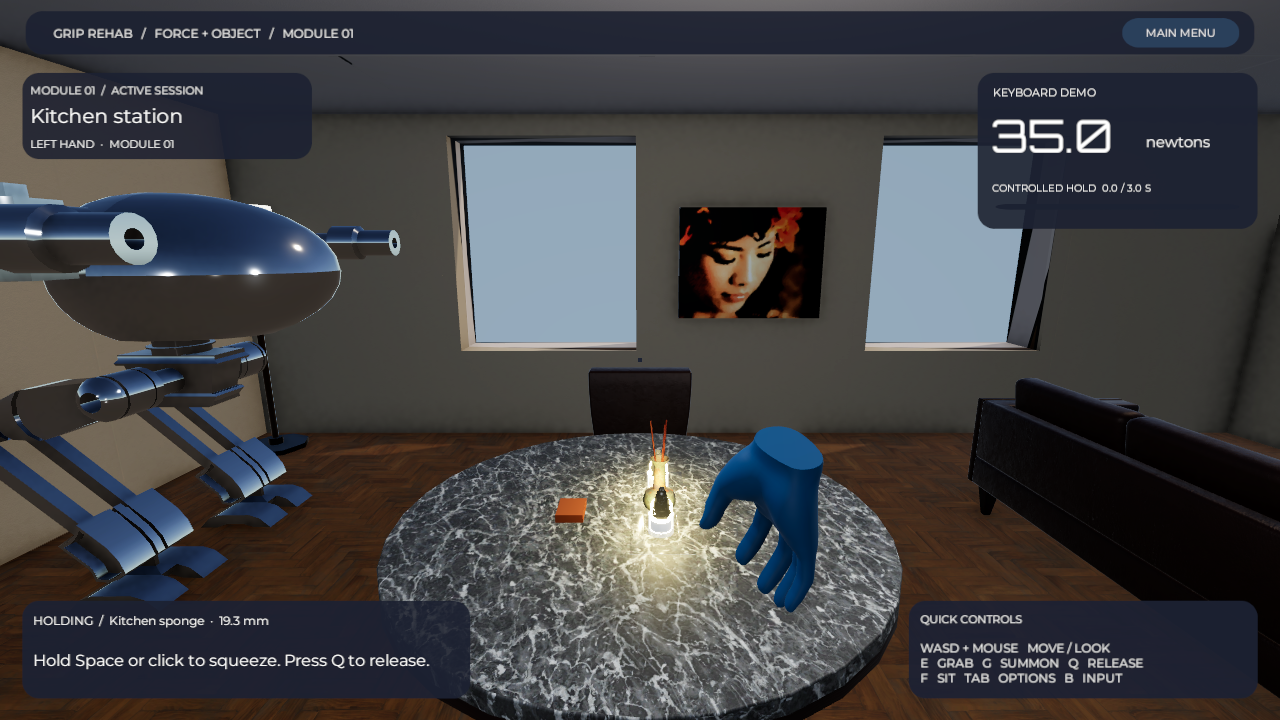 GRIP REHAB / FORCE + OBJECT / MODULE 01
MAIN MENU
MODULE 01 / ACTIVE SESSION
Kitchen station
LEFT HAND · MODULE 01
KEYBOARD DEMO
35.0 newtons
CONTROLLED HOLD 0.0 / 3.0 S
HOLDING / Kitchen sponge · 19.3 mm
Hold Space or click to squeeze. Press Q to release.
QUICK CONTROLS
WASD + MOUSE MOVE / LOOK
E GRAB G SUMMON Q RELEASE
F SIT TAB OPTIONS B INPUT